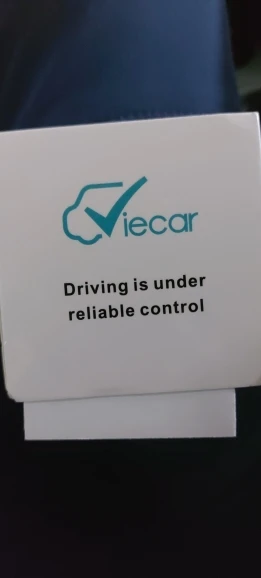 Viecar
Driving is under
reliable control